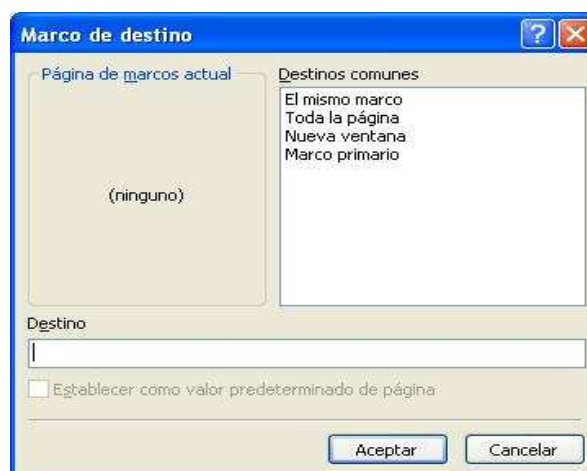 Marco de destino
Página de marcos actual
(ninguno)
Destinos comunes
El mismo marco
Toda la página
Nueva ventana
Marco primario
Destino
Establecer como valor predeterminado de página
Aceptar
Cancelar